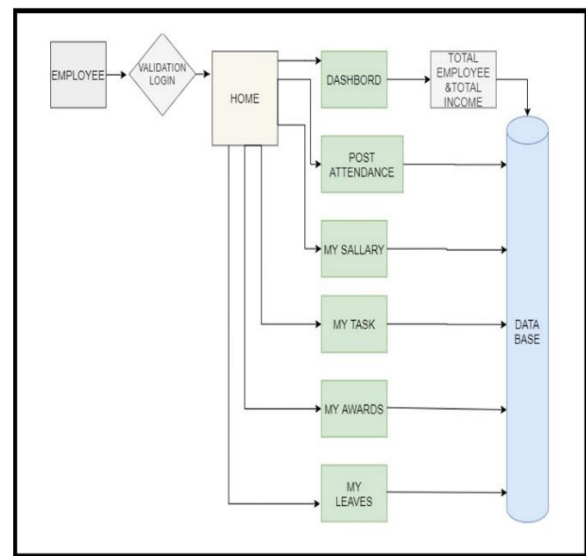 EMPLOYEE
VALIDATION
LOGIN
HOME
DASHBORD
TOTAL
EMPLOYEE
&TOTAL
INCOME
POST
ATTENDANCE
MY SALLARY
MY TASK
MY AWARDS
MY
LEAVES
DATA
BASE